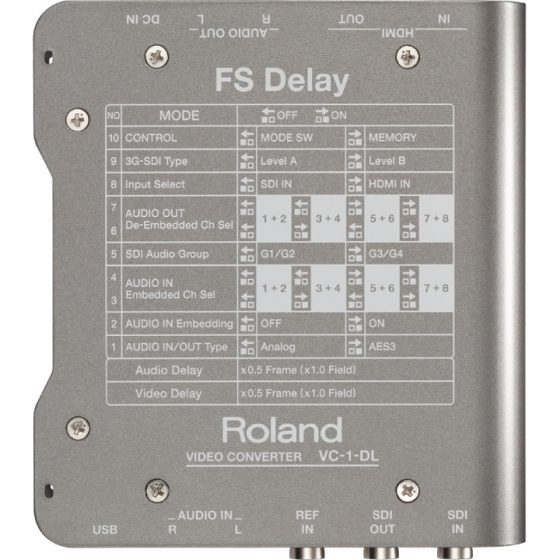 DC IN
L R
AUDIO OUT
OUT IN
HDMI
FS Delay
NO MODE OFF ON
10 CONTROL MODE SW MEMORY
9 3G-SDI Type Level A Level B
8 Input Select SDI IN HDMI IN
7 AUDIO OUT
6 De-Embedded Ch Sel 1 + 2 3 + 4 5 + 6 7 + 8
5 SDI Audio Group G1/G2 G3/G4
4 AUDIO IN
3 Embedded Ch Sel 1 + 2 3 + 4 5 + 6 7 + 8
2 AUDIO IN Embedding OFF ON
1 AUDIO IN/OUT Type Analog AES3
Audio Delay x0.5 Frame (x1.0 Field)
Video Delay x0.5 Frame (x1.0 Field)
Roland
VIDEO CONVERTER VC-1-DL
USB
AUDIO IN
R L
REF IN
SDI OUT
SDI IN